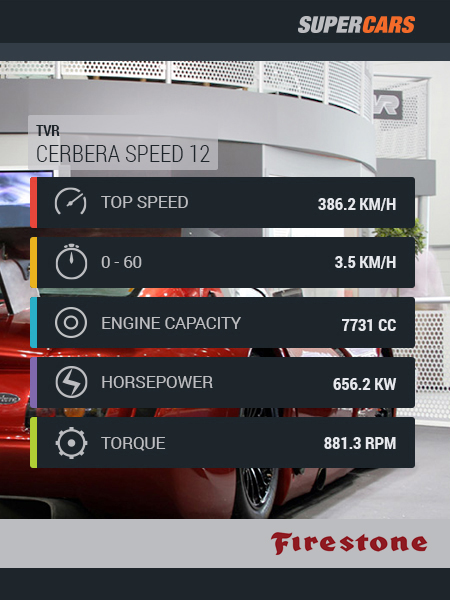 SUPERCARS
TVR
CERBERA SPEED 12
TOP SPEED 386.2 KM/H
0 - 60 3.5 KM/H
ENGINE CAPACITY 7731 CC
HORSEPOWER 656.2 KW
TORQUE 881.3 RPM
Firestone